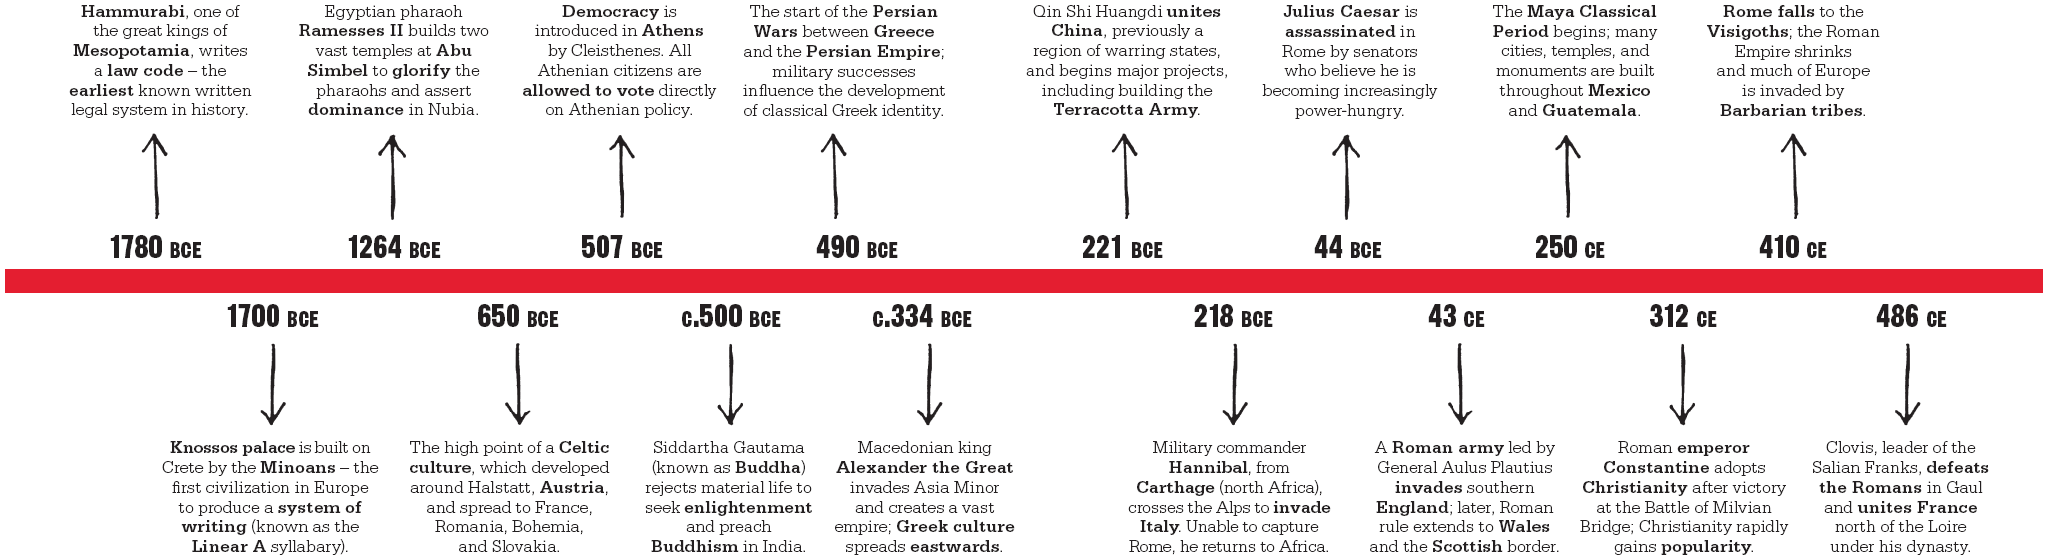 Hammurabi, one of
the great kings of
Mesopotamia, writes
a law code – the
earliest known written
legal system in history.
Egyptian pharaoh
Ramesses II builds two
vast temples at Abu
Simbel to glorify the
pharaohs and assert
dominance in Nubia.
Democracy is
introduced in Athens
by Cleisthenes. All
Athenian citizens are
allowed to vote directly
on Athenian policy.
The start of the Persian
Wars between Greece
and the Persian Empire;
military successes
influence the development
of classical Greek identity.
Qin Shi Huangdi unites
China, previously a
region of warring states,
and begins major projects,
including building the
Terracotta Army.
Julius Caesar is
assassinated in
Rome by senators
who believe he is
becoming increasingly
power-hungry.
The Maya Classical
Period begins; many
cities, temples, and
monuments are built
throughout Mexico
and Guatemala.
Rome falls to the
Visigoths; the Roman
Empire shrinks
and much of Europe
is invaded by
Barbarian tribes.
1780 BCE
1264 BCE
507 BCE
490 BCE
221 BCE
44 BCE
250 CE
410 CE
1700 BCE
650 BCE
c.500 BCE
c.334 BCE
218 BCE
43 CE
312 CE
486 CE
Knossos palace is built on
Crete by the Minoans – the
first civilization in Europe
to produce a system of
writing (known as the
Linear A syllabary).
The high point of a Celtic
culture, which developed
around Halstatt, Austria,
and spread to France,
Romania, Bohemia,
and Slovakia.
Siddartha Gautama
(known as Buddha)
rejects material life to
seek enlightenment
and preach
Buddhism in India.
Macedonian king
Alexander the Great
invades Asia Minor
and creates a vast
empire; Greek culture
spreads eastwards.
Military commander
Hannibal, from
Carthage (north Africa),
crosses the Alps to invade
Italy. Unable to capture
Rome, he returns to Africa.
A Roman army led by
General Aulus Plautius
invades southern
England; later, Roman
rule extends to Wales
and the Scottish border.
Roman emperor
Constantine adopts
Christianity after victory
at the Battle of Milvian
Bridge; Christianity rapidly
gains popularity.
Clovis, leader of the
Salian Franks, defeats
the Romans in Gaul
and unites France
north of the Loire
under his dynasty.